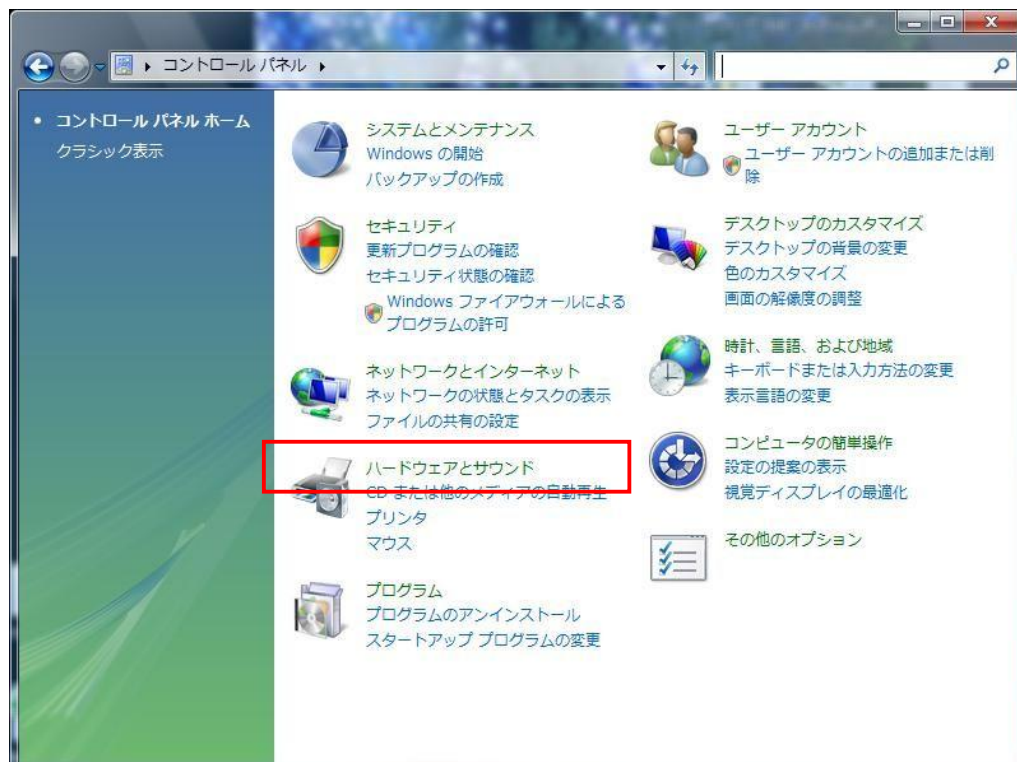 コントロール パネル
コントロール パネル ホーム
クラシック表示
システムとメンテナンス
Windows の開始
バックアップの作成
セキュリティ
更新プログラムの確認
セキュリティ状態の確認
Windows ファイアウォールによる
プログラムの許可
ネットワークとインターネット
ネットワークの状態とタスクの表示
ファイルの共有の設定
ハードウェアとサウンド
CD または他のメディアの自動再生
プリンタ
マウス
プログラム
プログラムのアンインストール
スタートアップ プログラムの変更
ユーザー アカウント
ユーザー アカウントの追加または削
除
デスクトップのカスタマイズ
デスクトップの背景の変更
色のカスタマイズ
画面の解像度の調整
時計、言語、および地域
キーボードまたは入力方法の変更
表示言語の変更
コンピュータの簡単操作
設定の提案の表示
視覚ディスプレイの最適化
その他のオプション